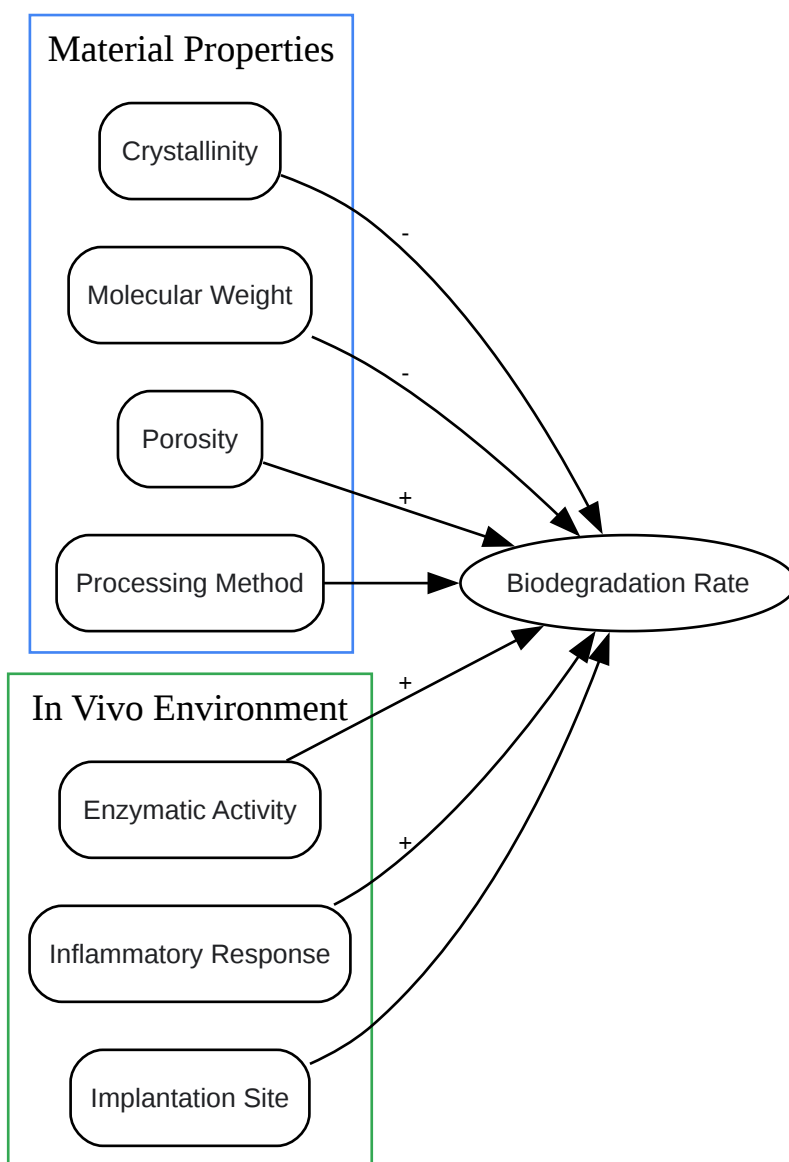 Material Properties
Crystallinity
-
Molecular Weight
-
Porosity
+
Processing Method
Biodegradation Rate
In Vivo Environment
+
Enzymatic Activity
+
Inflammatory Response
Implantation Site